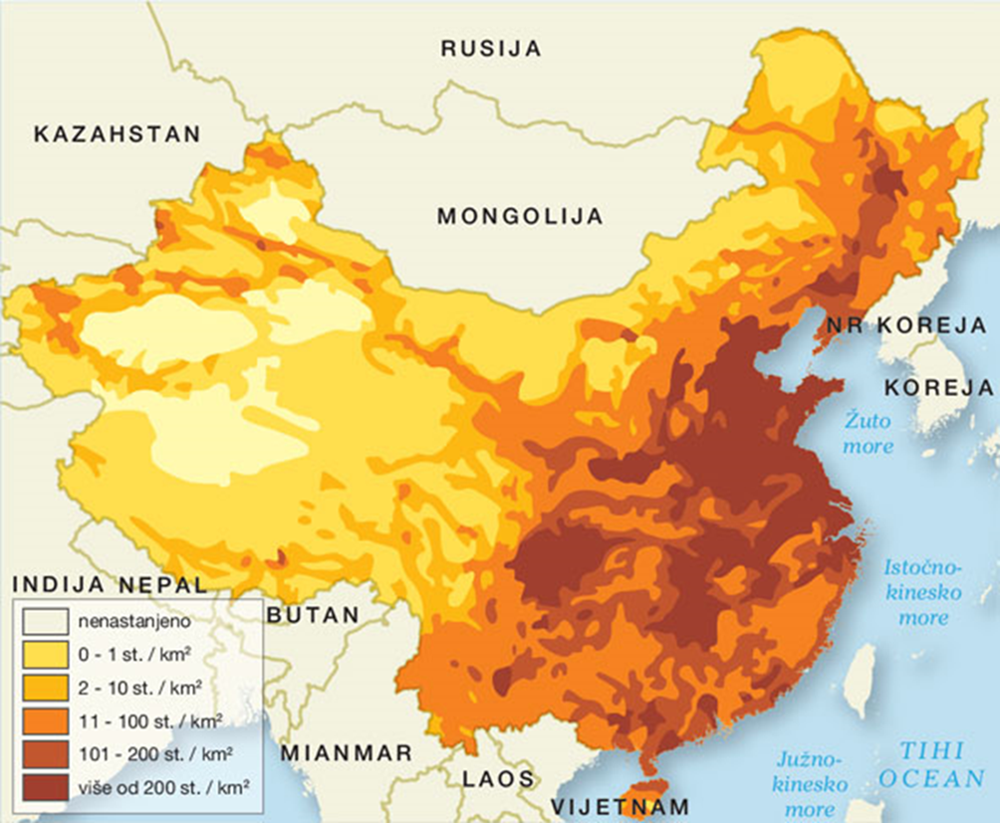 RUSIJA
KAZAHSTAN
MONGOLIJA
NR KOREJA
KOREJA
Žuto
more
Istočno-
kinesko
more
INDIJA NEPAL
BUTAN
nenastanjeno
0 - 1 st. / km²
2 - 10 st. / km²
11 - 100 st. / km²
101 - 200 st. / km²
više od 200 st. / km²
MIANMAR
LAOS
VIJETNAM
Južno-
kinesko
more
TIHI
OCEAN